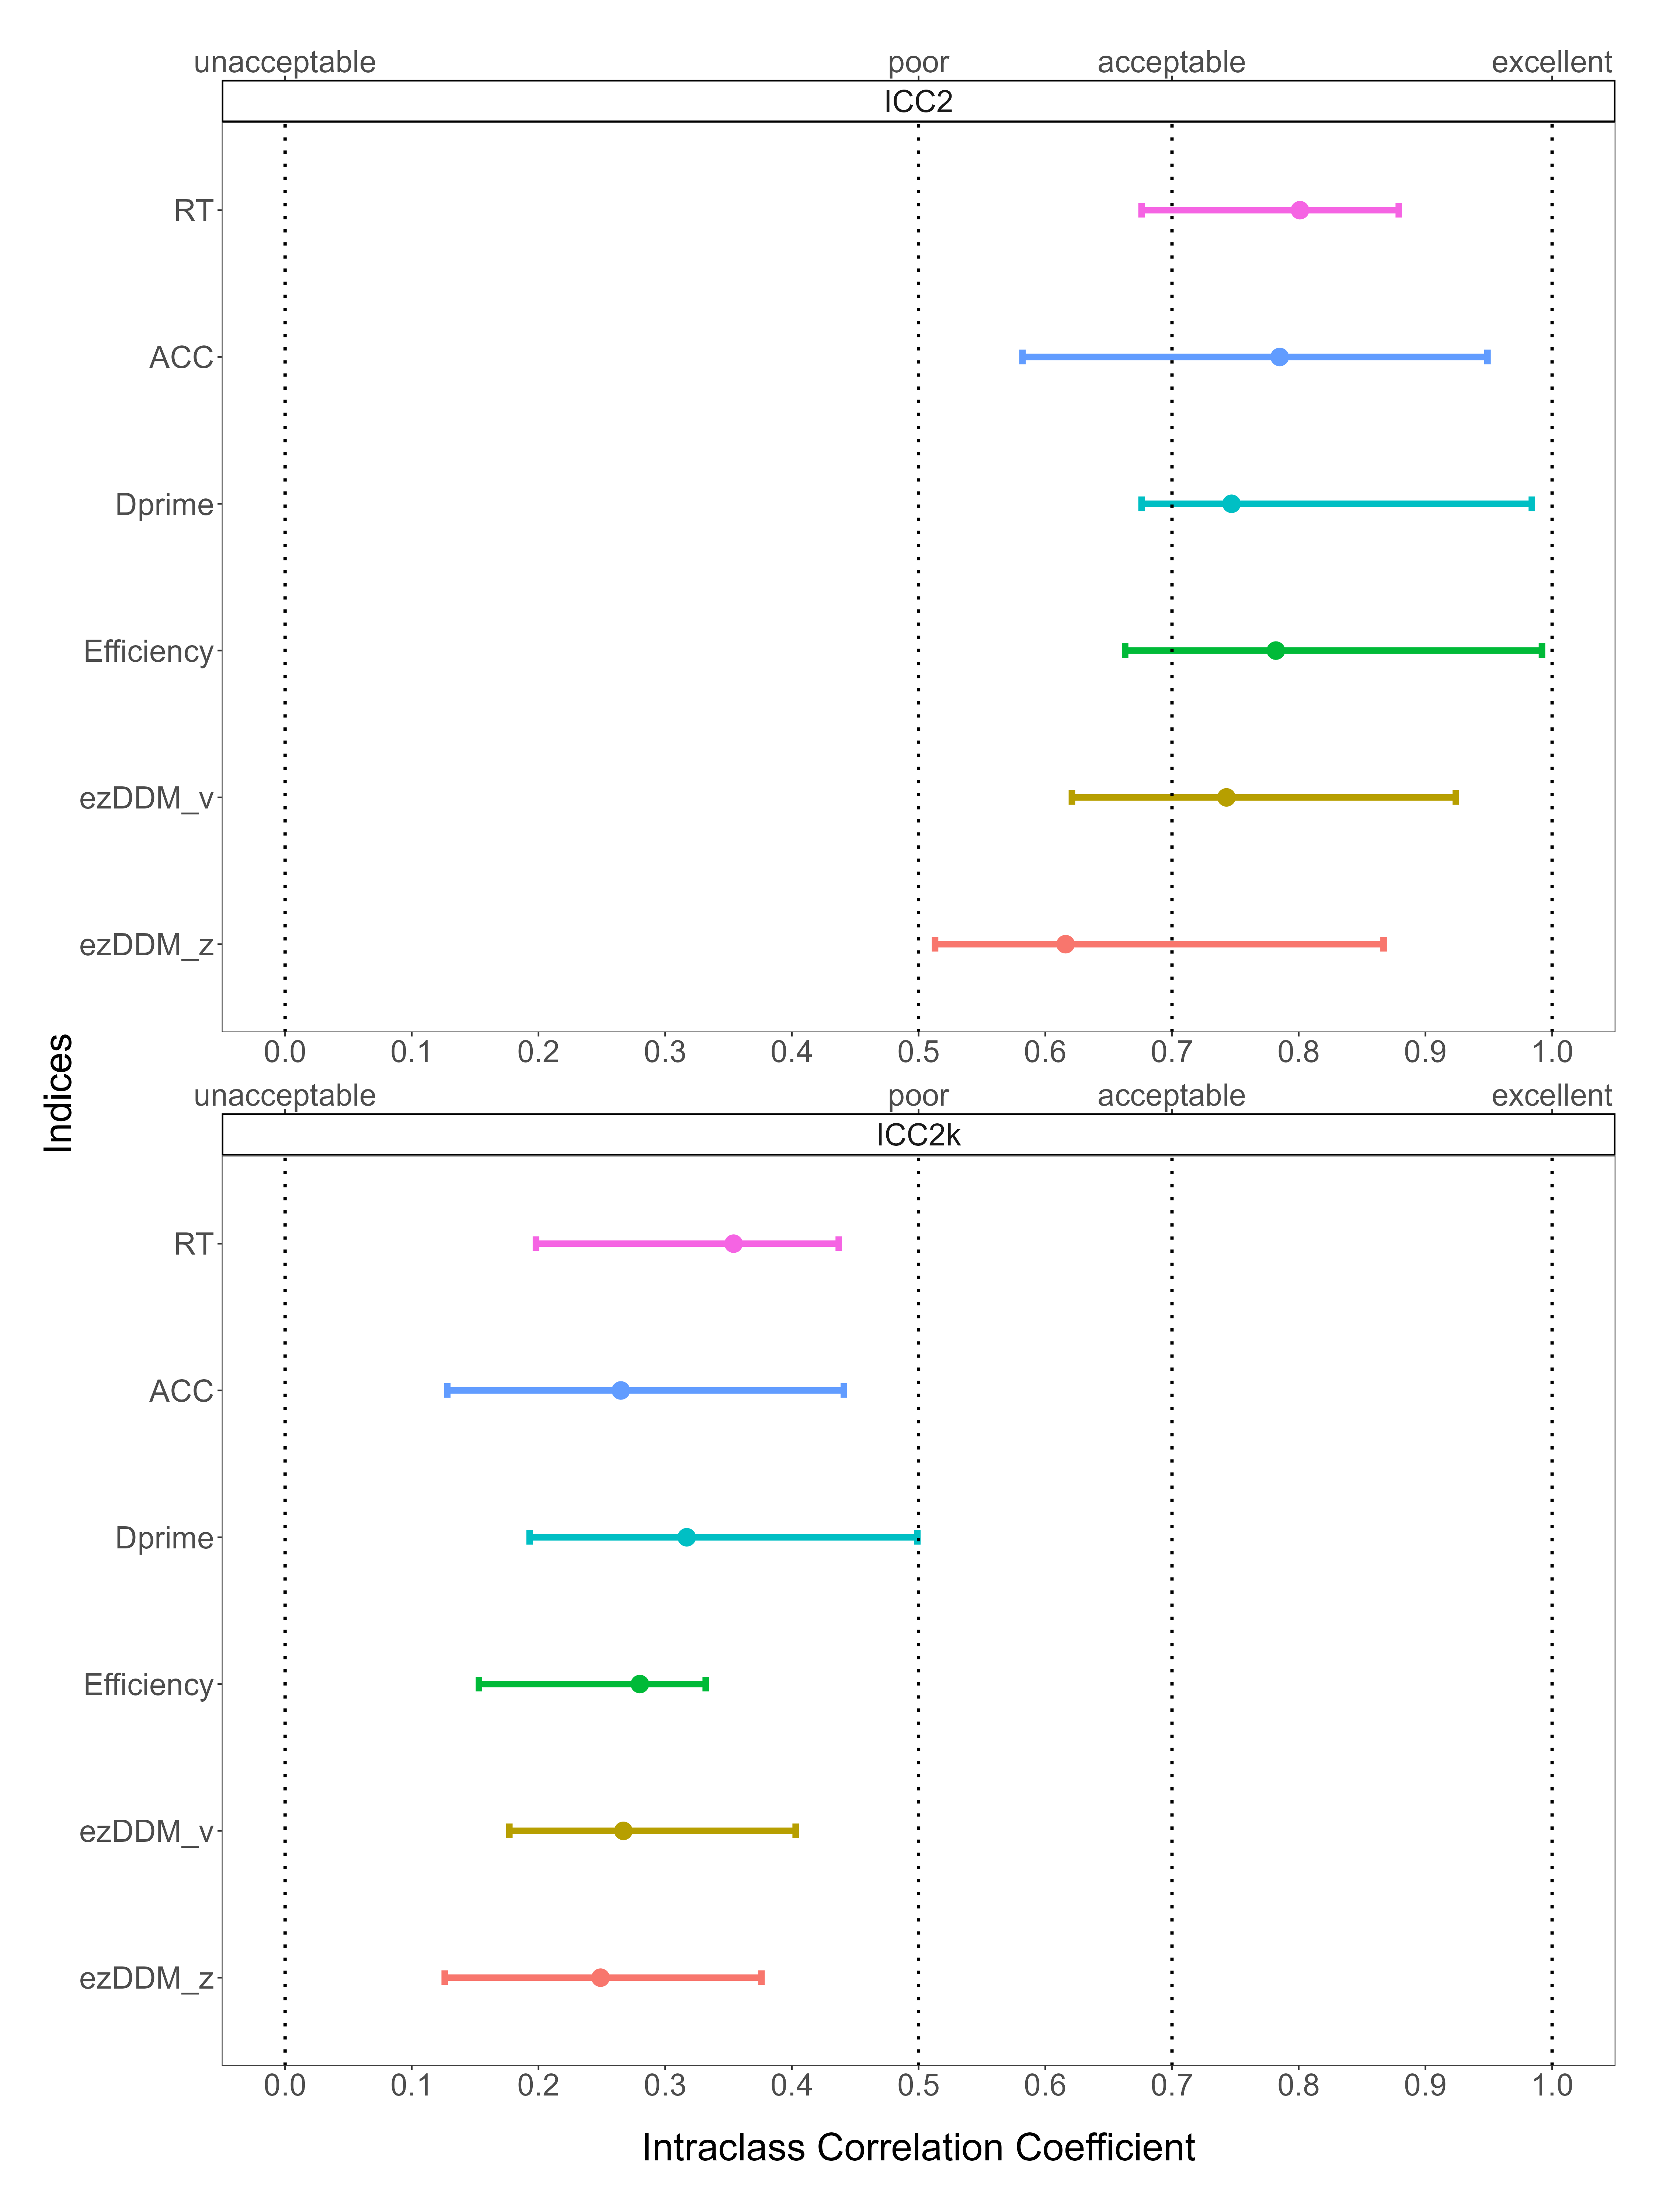 unacceptable poor acceptable excellent
ICC2
RT
ACC
Dprime
Efficiency
ezDDM_v
ezDDM_z
0.0 0.1 0.2 0.3 0.4 0.5 0.6 0.7 0.8 0.9 1.0
Indices
unacceptable poor acceptable excellent
ICC2k
RT
ACC
Dprime
Efficiency
ezDDM_v
ezDDM_z
0.0 0.1 0.2 0.3 0.4 0.5 0.6 0.7 0.8 0.9 1.0
Intraclass Correlation Coefficient